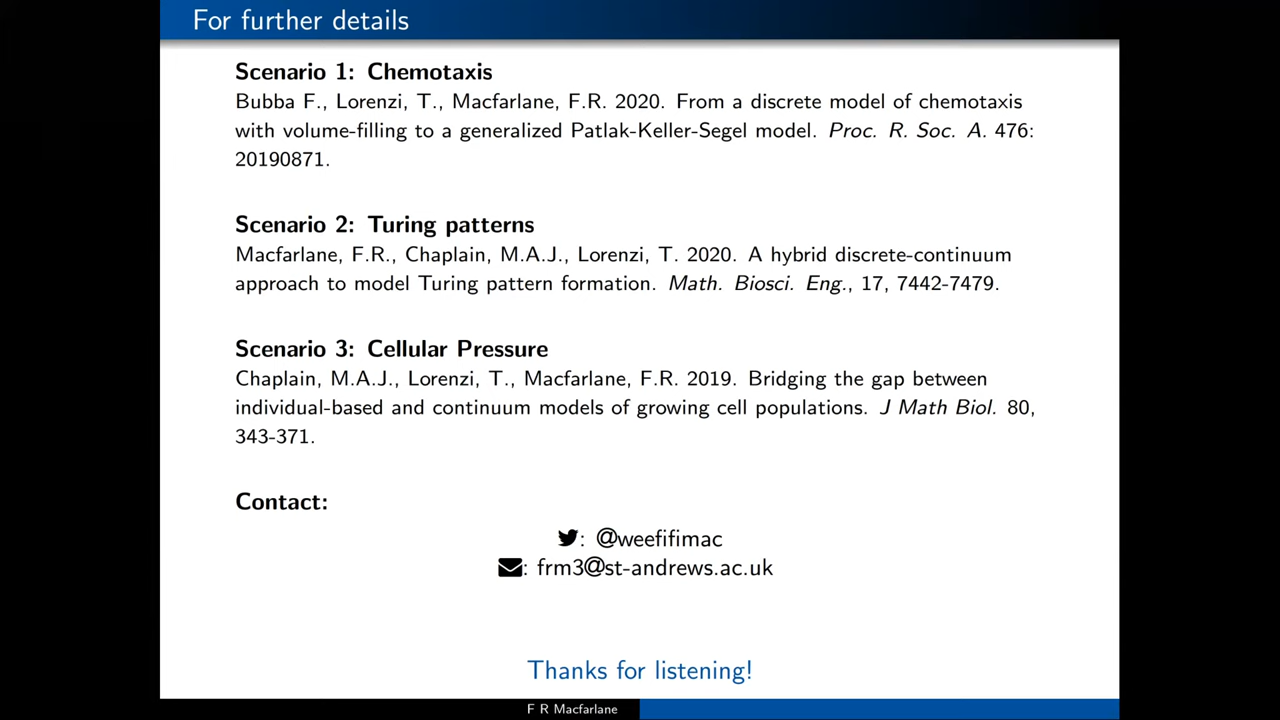 For further details
Scenario 1: Chemotaxis
Bubba F., Lorenzi, T., Macfarlane, F.R. 2020. From a discrete model of chemotaxis
with volume-filling to a generalized Patlak-Keller-Segel model. Proc. R. Soc. A. 476:
20190871.
Scenario 2: Turing patterns
Macfarlane, F.R., Chaplain, M.A.J., Lorenzi, T. 2020. A hybrid discrete-continuum
approach to model Turing pattern formation. Math. Biosci. Eng., 17, 7442-7479.
Scenario 3: Cellular Pressure
Chaplain, M.A.J., Lorenzi, T., Macfarlane, F.R. 2019. Bridging the gap between
individual-based and continuum models of growing cell populations. J Math Biol. 80,
343-371.
Contact:
: @weefifimac
: frm3@st-andrews.ac.uk
Thanks for listening!
F R Macfarlane